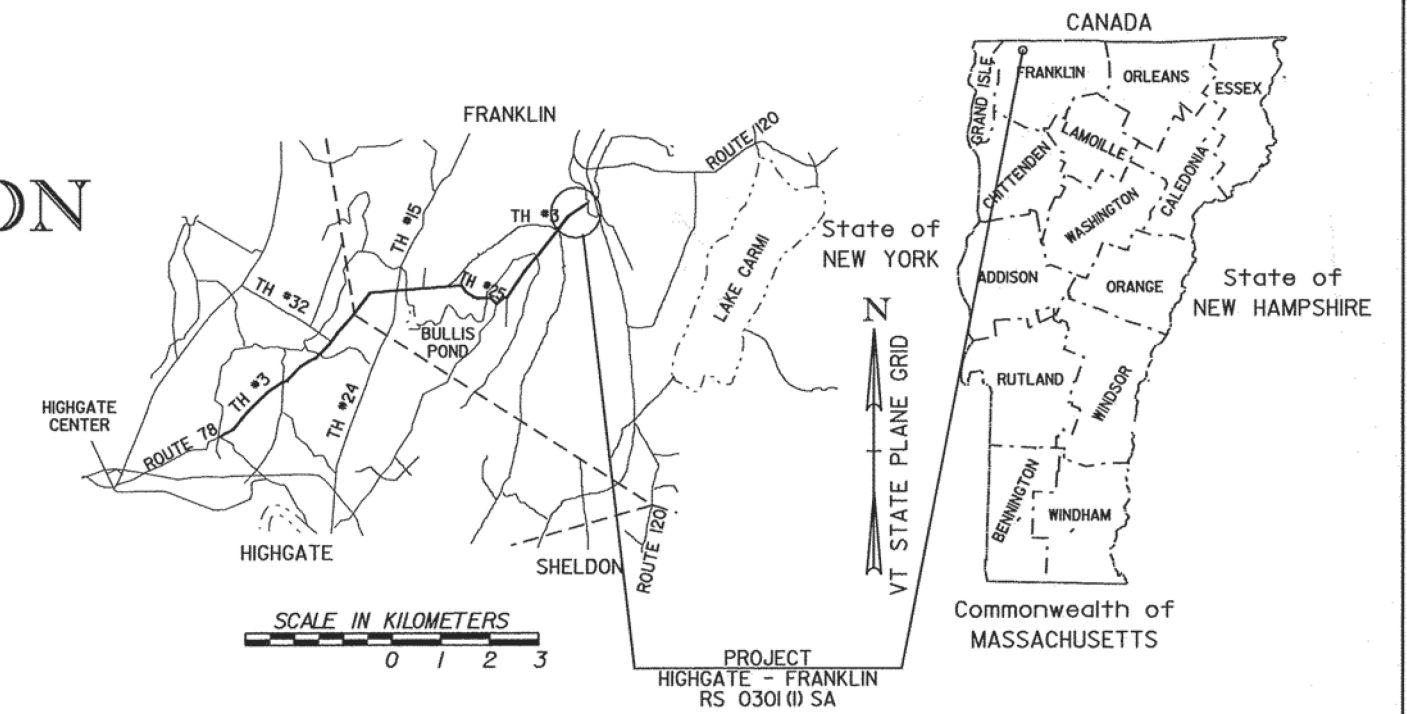 CANADA
GRAND ISLE
FRANKLIN
ORLEANS
ESSEX
LAMOILLE
CHITTENDEN
CALEDONIA
WASHINGTON
ADDISON
ORANGE
RUTLAND
WINDSOR
BENNINGTON
WINDHAM
State of
NEW YORK
State of
NEW HAMPSHIRE
Commonwealth of
MASSACHUSETTS
N
VT STATE PLANE GRID
ON
FRANKLIN
ROUTE 120
TH #15
TH #3
LAKE CARMI
TH #32
TH #25
BULLIS
POND
TH #3
TH #24
HIGHGATE
CENTER
ROUTE 78
HIGHGATE
SHELDON
ROUTE 120
SCALE IN KILOMETERS
0 1 2 3
PROJECT
HIGHGATE - FRANKLIN
RS 0301 (1) SA